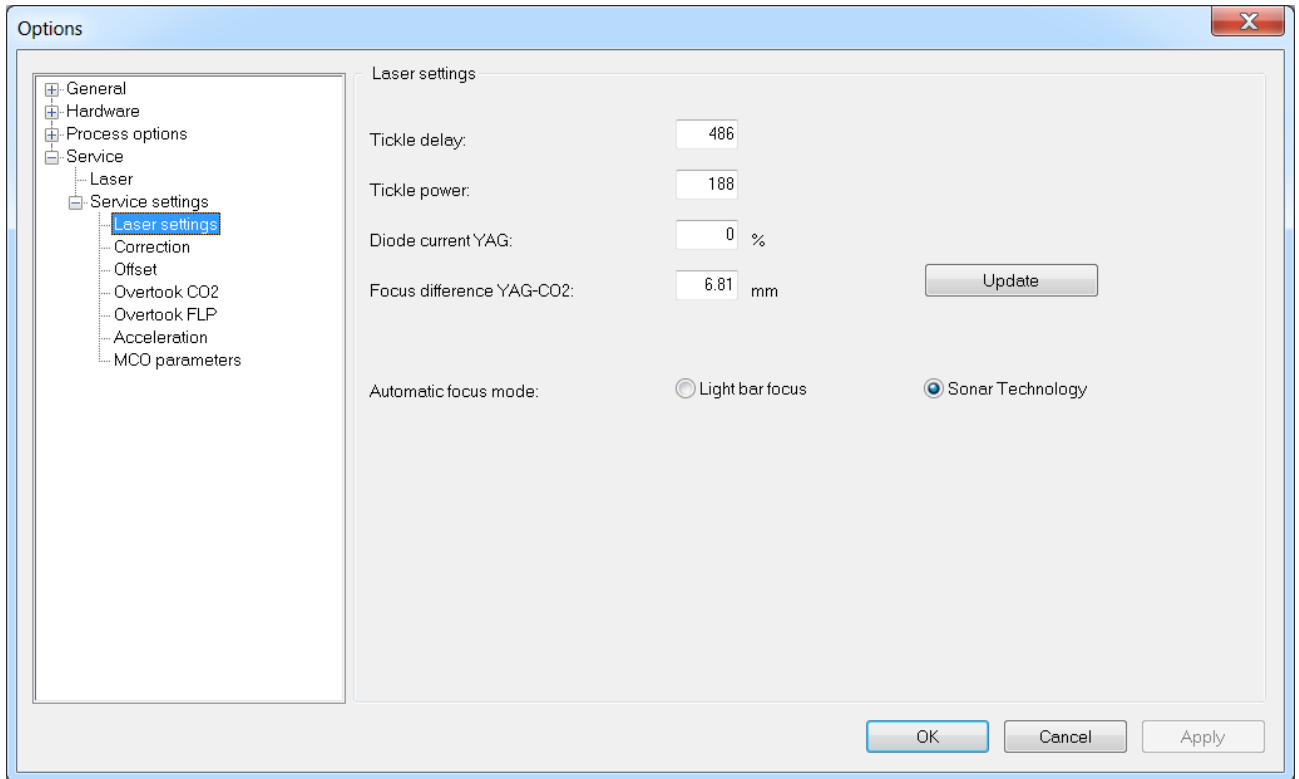 Options
General
Hardware
Process options
Service
Laser
Service settings
Laser settings
Correction
Offset
Overtook CO2
Overtook FLP
Acceleration
MCO parameters
Laser settings
Tickle delay: 486
Tickle power: 188
Diode current YAG: 0 %
Focus difference YAG-CO2: 6.81 mm Update
Automatic focus mode: Light bar focus Sonar Technology
OK Cancel Apply